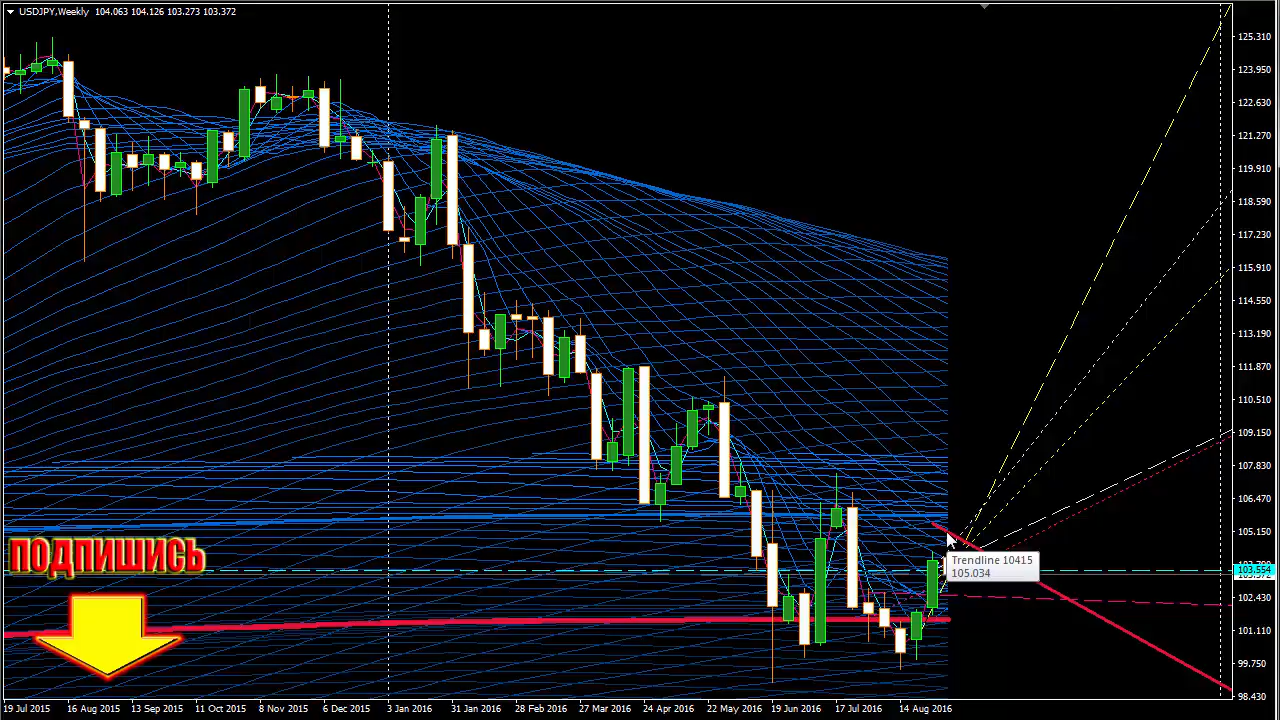 USDJPY,Weekly 104.063 104.126 103.273 103.372
125.310
123.950
122.630
121.270
119.910
118.590
117.230
115.910
114.550
113.190
111.870
110.510
109.150
107.830
106.470
105.150
Trendline 10415
105.034
103.554
102.430
101.110
99.750
98.430
ПОДПИШИСЬ
19 Jul 2015
16 Aug 2015
13 Sep 2015
11 Oct 2015
8 Nov 2015
6 Dec 2015
3 Jan 2016
31 Jan 2016
28 Feb 2016
27 Mar 2016
24 Apr 2016
22 May 2016
19 Jun 2016
17 Jul 2016
14 Aug 2016